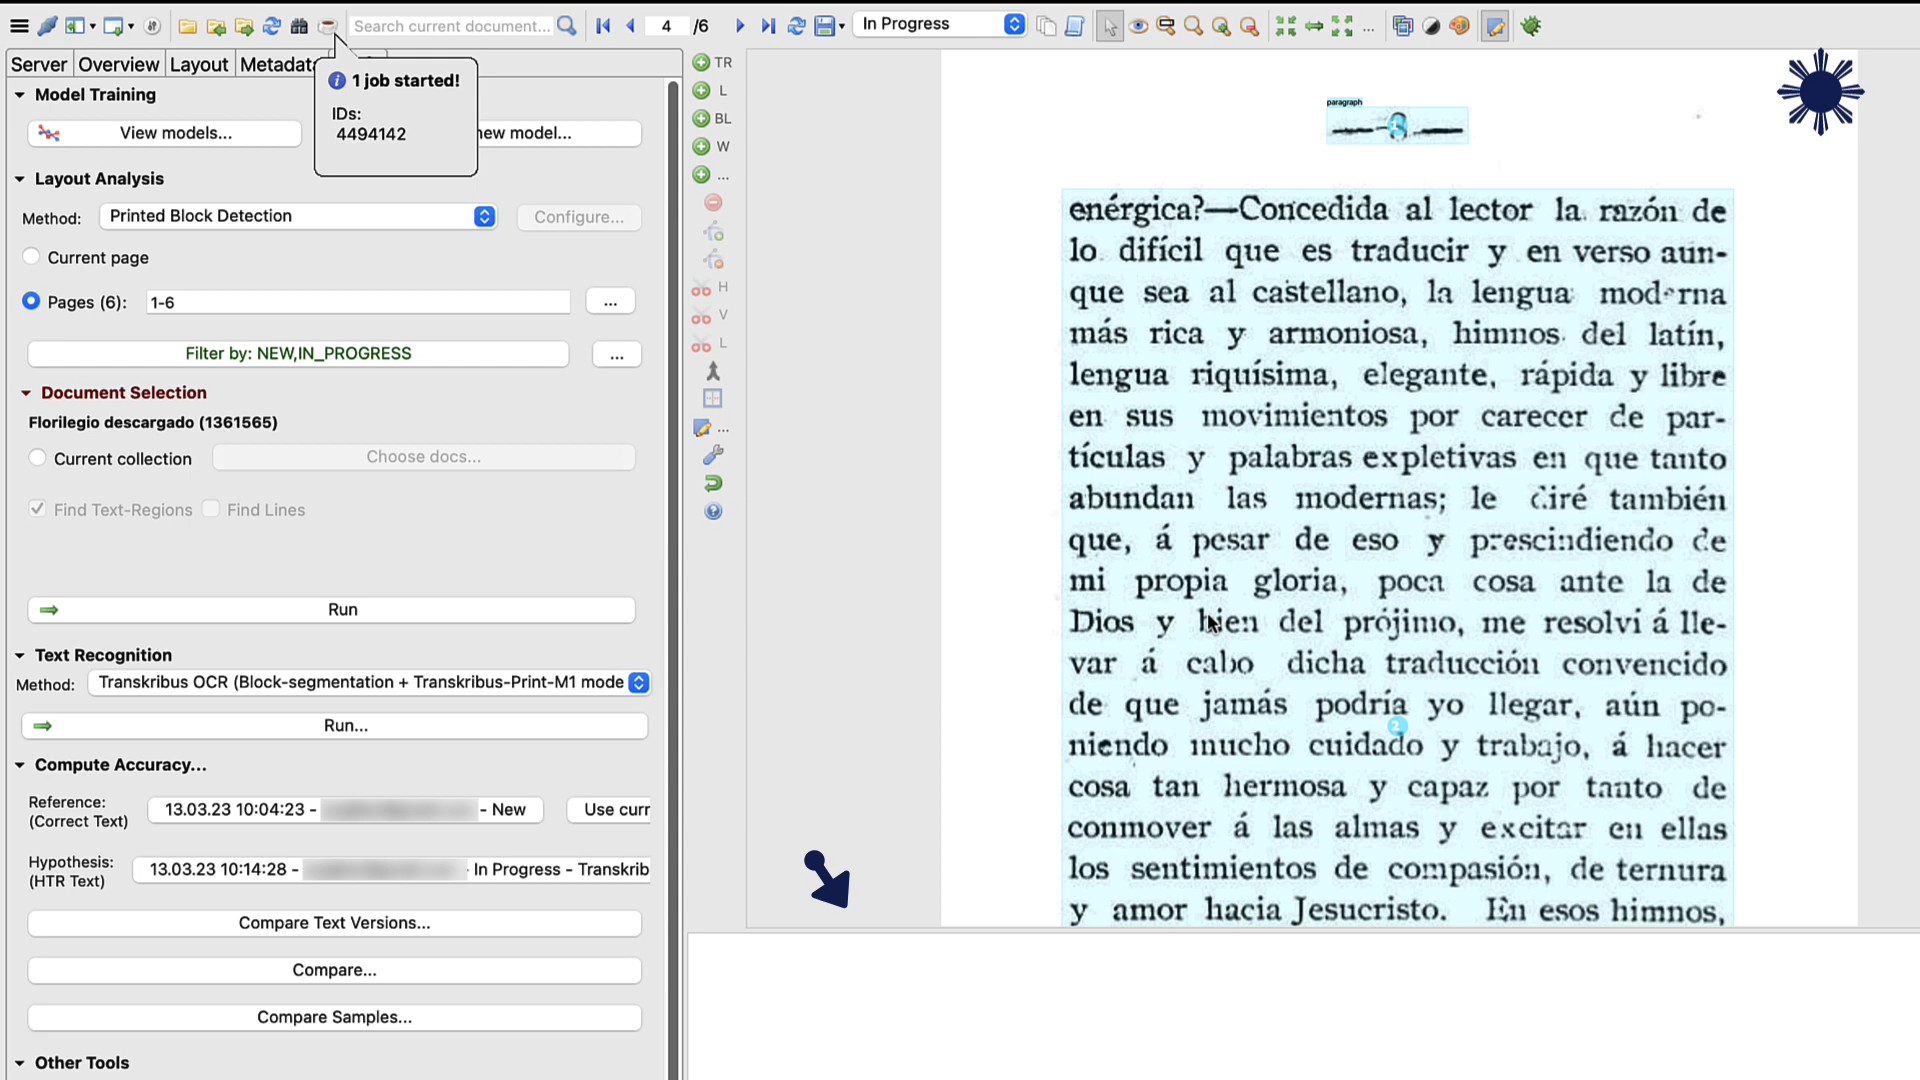 Search current document...
4 /6
In Progress
Server Overview Layout Metadata
1 job started!
IDs:
4494142
Model Training
View models...
new model...
Layout Analysis
Method: Printed Block Detection
Configure...
Current page
Pages (6): 1-6 ...
Filter by: NEW,IN_PROGRESS ...
Document Selection
Florilegio descargado (1361565)
Current collection Choose docs...
Find Text-Regions Find Lines
Run
Text Recognition
Method: Transkribus OCR (Block-segmentation + Transkribus-Print-M1 mode
Run...
Compute Accuracy...
Reference:
(Correct Text)
13.03.23 10:04:23 - - New
Use curr
Hypothesis:
(HTR Text)
13.03.23 10:14:28 - In Progress - Transkrib
Compare Text Versions...
Compare...
Compare Samples...
Other Tools
TR
L
BL
W
...
H
V
L
...
paragraph
enérgica?—Concedida al lector la razón de
lo difícil que es traducir y en verso aun-
que sea al castellano, la lengua moderna
más rica y armoniosa, himnos del latín,
lengua riquísima, elegante, rápida y libre
en sus movimientos por carecer de par-
tículas y palabras expletivas en que tanto
abundan las modernas; le diré también
que, á pesar de eso y prescindiendo de
mi propia gloria, poca cosa ante la de
Dios y bien del prójimo, me resolví á lle-
var á cabo dicha traducción convencido
de que jamás podría yo llegar, aún po-
2
niendo mucho cuidado y trabajo, á hacer
cosa tan hermosa y capaz por tanto de
conmover á las almas y excitar en ellas
los sentimientos de compasión, de ternura
y amor hacia Jesucristo. En esos himnos,